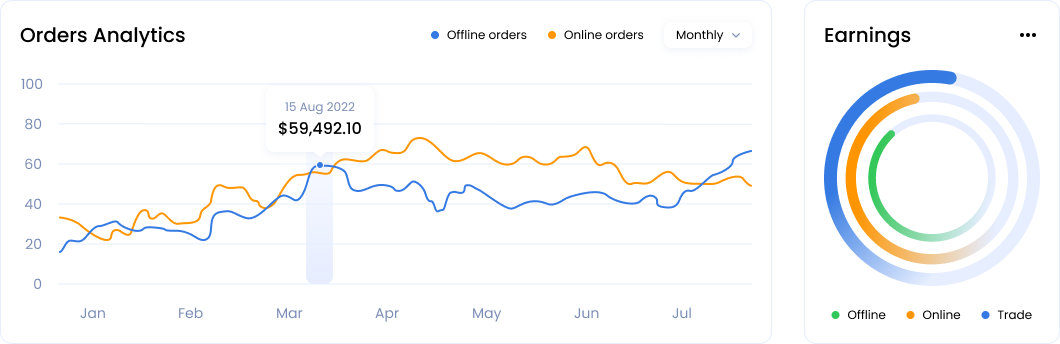 Orders Analytics
Offline orders
Online orders
Monthly
100
80
60
40
20
0
15 Aug 2022
$59,492.10
Jan
Feb
Mar
Apr
May
Jun
Jul
Earnings
Offline
Online
Trade